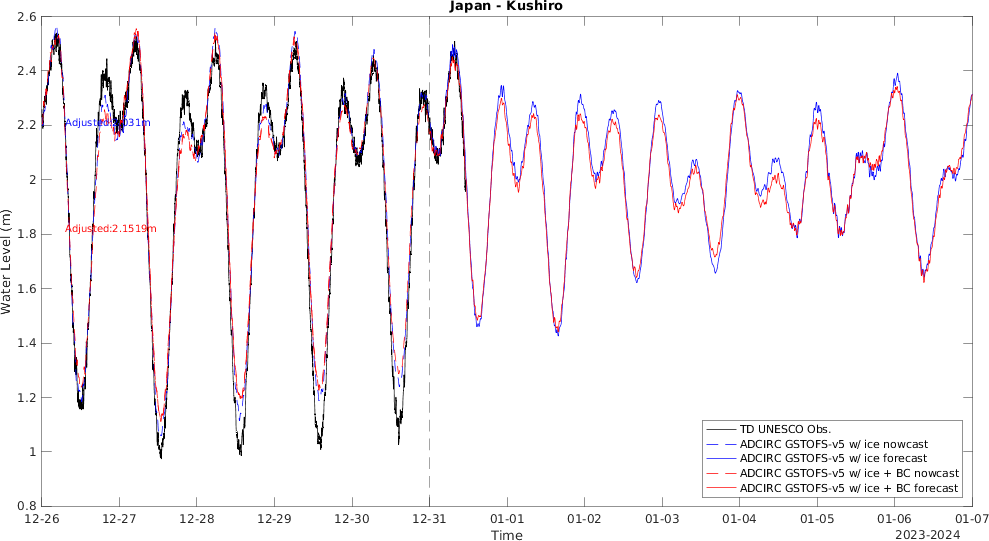 Japan - Kushiro
2.6
2.4
2.2
2
1.8
1.6
1.4
1.2
1
0.8
Water Level (m)
Adjusted: 031m
Adjusted:2.1519m
TD UNESCO Obs.
ADCIRC GSTOFS-v5 w/ ice nowcast
ADCIRC GSTOFS-v5 w/ ice forecast
ADCIRC GSTOFS-v5 w/ ice + BC nowcast
ADCIRC GSTOFS-v5 w/ ice + BC forecast
12-26 12-27 12-28 12-29 12-30 12-31 01-01 01-02 01-03 01-04 01-05 01-06 01-07
Time
2023-2024